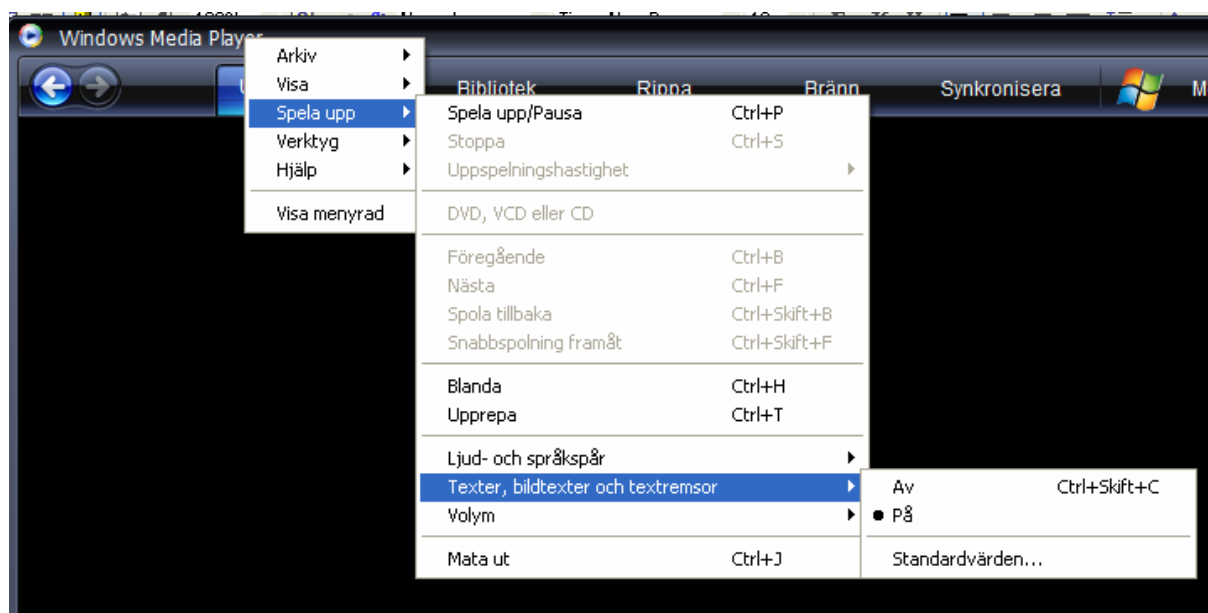 Windows Media Player
Bibliotek
Rippa
Bränn
Synkronisera
Arkiv
Visa
Spela upp
Verktyg
Hjälp
Visa menyrad
Spela upp/Pausa Ctrl+P
Stoppa Ctrl+S
Uppspelningshastighet
DVD, VCD eller CD
Föregående Ctrl+B
Nästa Ctrl+F
Spola tillbaka Ctrl+Skift+B
Snabbspolning framåt Ctrl+Skift+F
Blanda Ctrl+H
Upprepa Ctrl+T
Ljud- och språkspår
Texter, bildtexter och textremsor
Volym
Mata ut Ctrl+J
Av Ctrl+Skift+C
På
Standardvärden...